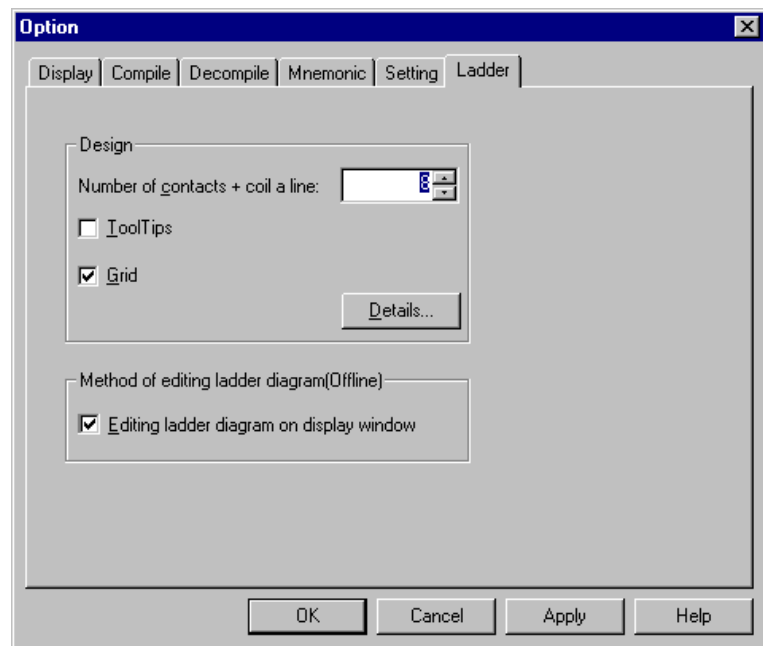 Option
Display Compile Decompile Mnemonic Setting Ladder
Design
Number of contacts + coil a line: 8
ToolTips
Grid
Details...
Method of editing ladder diagram(Offline)
Editing ladder diagram on display window
OK Cancel Apply Help